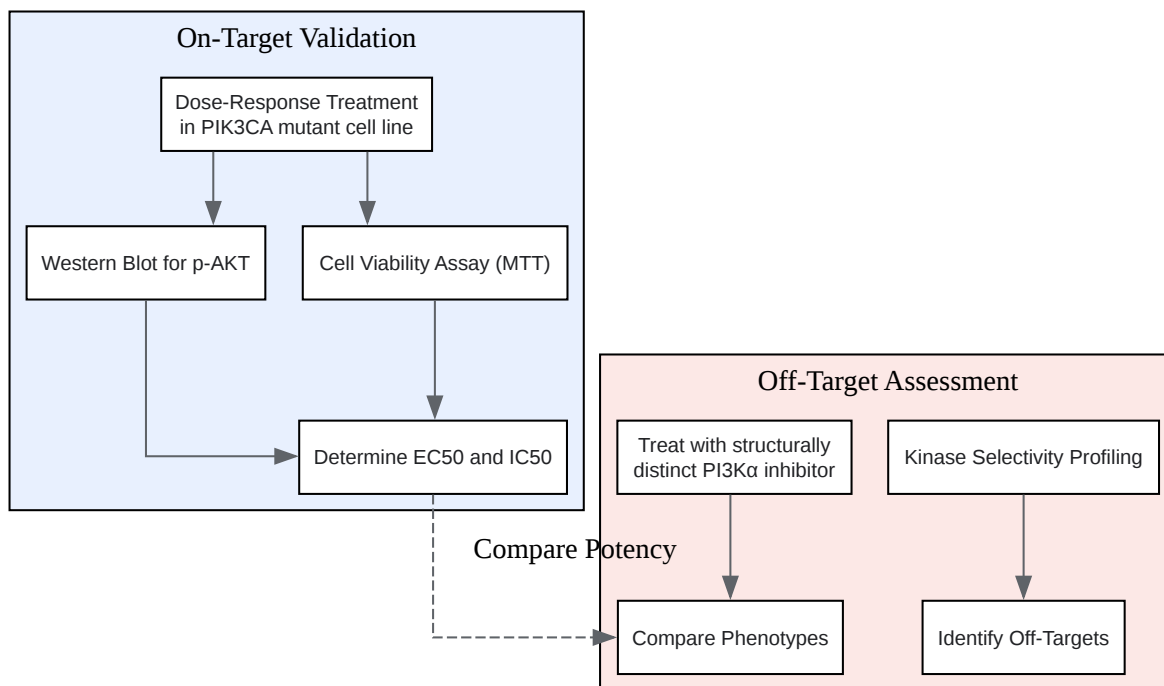 On-Target Validation
Dose-Response Treatment
in PIK3CA mutant cell line
Western Blot for p-AKT
Cell Viability Assay (MTT)
Determine EC50 and IC50
Off-Target Assessment
Treat with structurally
distinct PI3Kα inhibitor
Kinase Selectivity Profiling
Compare Potency
Compare Phenotypes
Identify Off-Targets